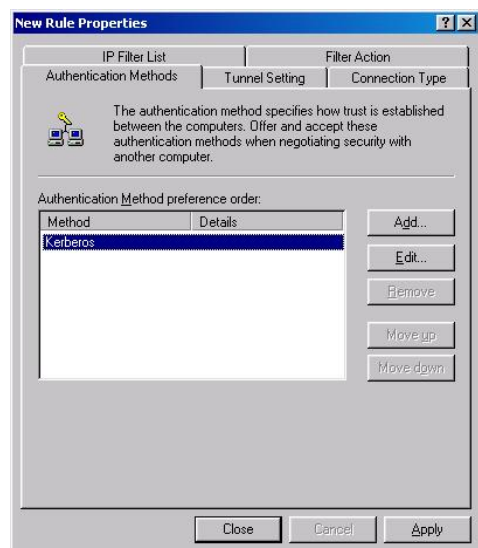 New Rule Properties
IP Filter List
Filter Action
Authentication Methods
Tunnel Setting
Connection Type
The authentication method specifies how trust is established
between the computers. Offer and accept these
authentication methods when negotiating security with
another computer.
Authentication Method preference order:
Method
Details
Kerberos
Add...
Edit...
Remove
Move up
Move down
Close
Cancel
Apply